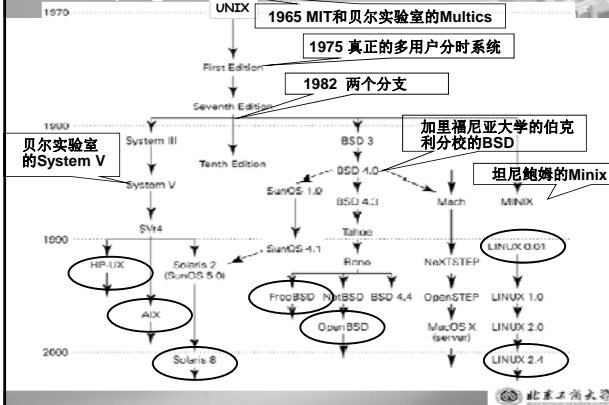 1970
UNIX
1965 MIT和贝尔实验室的Multics
1975 真正的多用户分时系统
First Edition
1982 两个分支
Seventh Edition
1980
System III
BSD 3
加里福尼亚大学的伯克
利分校的BSD
贝尔实验室
的System V
Tenth Edition
BSD 4.0
坦尼鲍姆的Minix
System V
SunOS 1.0
BSD 4.3
Mach
MINIX
SVr4
Tahoe
1990
SunOS 4.1
LINUX 0.01
HP-UX
Solaris 2
(SunOS 5.0)
Reno
NeXTSTEP
FreeBSD
NetBSD
BSD 4.4
OpenSTEP
LINUX 1.0
AIX
OpenBSD
MacOS X
(server)
LINUX 2.0
2000
Solaris 8
LINUX 2.4
北京工商大学